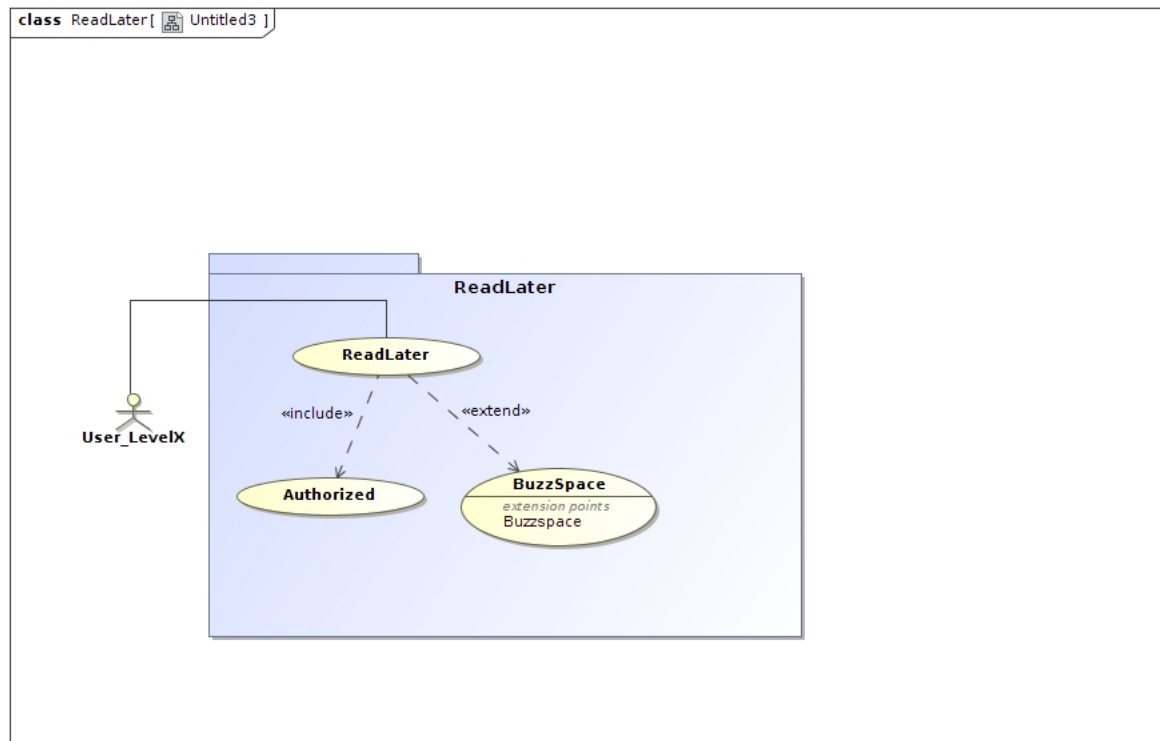 class ReadLater [ Untitled3 ]
ReadLater
ReadLater
«include»
«extend»
User_LevelX
Authorized
BuzzSpace
extension points
Buzzspace